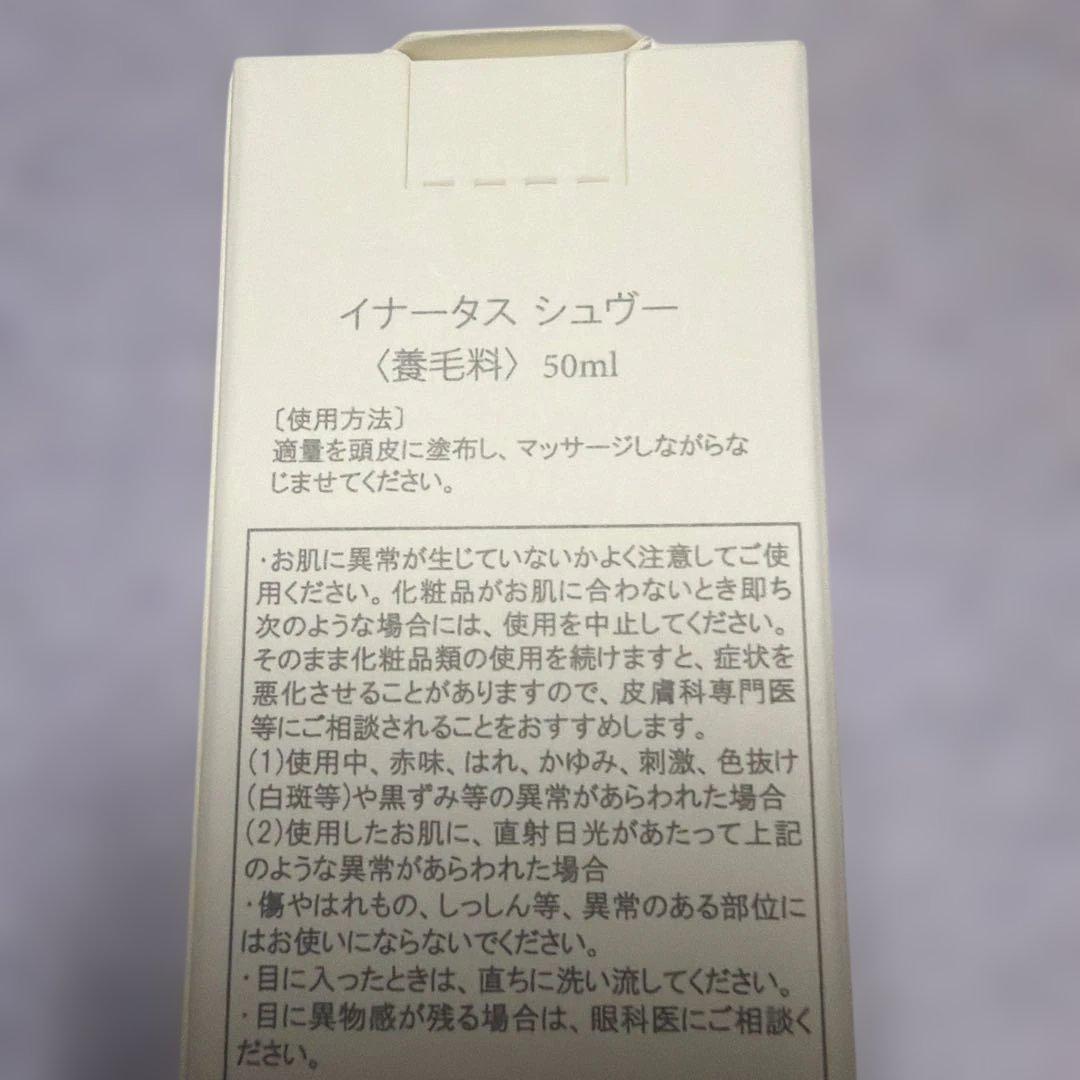 イナータス シュヴー
〈養毛料〉 50ml
〔使用方法〕
適量を頭皮に塗布し、マッサージしながらな
じませてください。
・お肌に異常が生じていないかよく注意してご使
用ください。化粧品がお肌に合わないとき即ち
次のような場合には、使用を中止してください。
そのまま化粧品類の使用を続けますと、症状を
悪化させることがありますので、皮膚科専門医
等にご相談されることをおすすめします。
(1)使用中、赤味、はれ、かゆみ、刺激、色抜け
(白斑等)や黒ずみ等の異常があらわれた場合
(2)使用したお肌に、直射日光があたって上記
のような異常があらわれた場合
・傷やはれもの、しっしん等、異常のある部位に
はお使いにならないでください。
・目に入ったときは、直ちに洗い流してください。
・目に異物感が残る場合は、眼科医にご相談く
ださい。